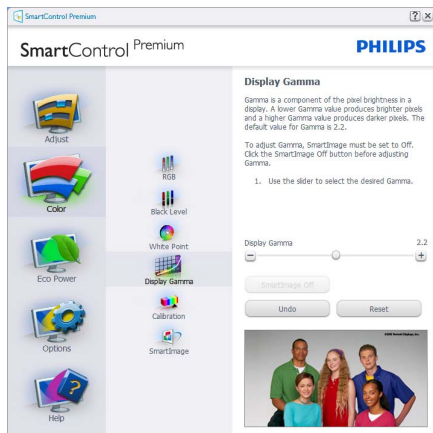 SmartControl Premium
SmartControl Premium
PHILIPS
Adjust
Color
Eco Power
Options
Help
RGB
Black Level
White Point
Display Gamma
Calibration
SmartImage
Display Gamma
Gamma is a component of the pixel brightness in a
display. A lower Gamma value produces brighter pixels
and a higher Gamma value produces darker pixels. The
default value for Gamma is 2.2.
To adjust Gamma, SmartImage must be set to Off.
Click the SmartImage Off button before adjusting
Gamma.
1. Use the slider to select the desired Gamma.
Display Gamma 2.2
SmartImage Off
Undo Reset